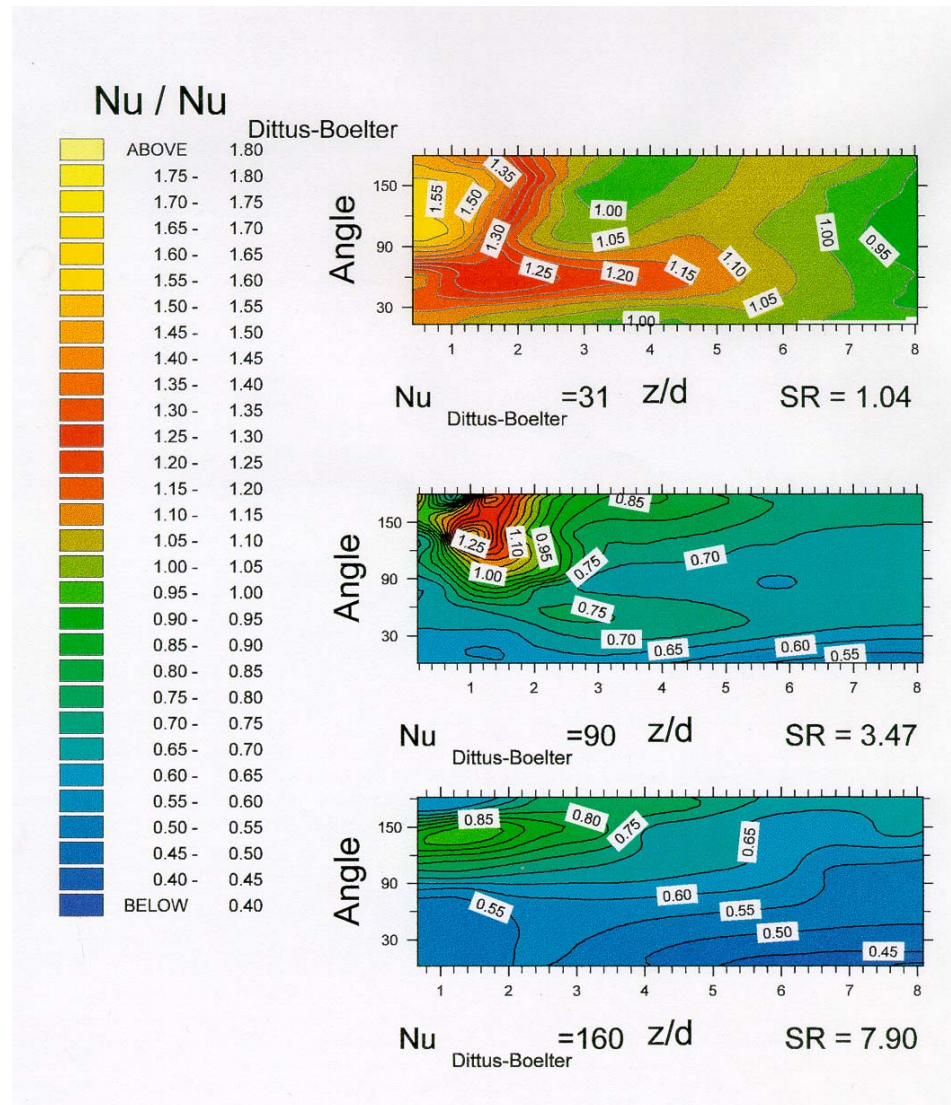 Nu / Nu
Dittus-Boelter
ABOVE 1.80
1.75 - 1.80
1.70 - 1.75
1.65 - 1.70
1.60 - 1.65
1.55 - 1.60
1.50 - 1.55
1.45 - 1.50
1.40 - 1.45
1.35 - 1.40
1.30 - 1.35
1.25 - 1.30
1.20 - 1.25
1.15 - 1.20
1.10 - 1.15
1.05 - 1.10
1.00 - 1.05
0.95 - 1.00
0.90 - 0.95
0.85 - 0.90
0.80 - 0.85
0.75 - 0.80
0.70 - 0.75
0.65 - 0.70
0.60 - 0.65
0.55 - 0.60
0.50 - 0.55
0.45 - 0.50
0.40 - 0.45
BELOW 0.40
Angle
150
90
30
1.55
1.50
1.35
1.30
1.25
1.20
1.15
1.10
1.05
1.00
1.05
1.00
1.00
0.95
1 2 3 4 5 6 7 8
Nu =31 z/d SR = 1.04
Dittus-Boelter
Angle
150
90
30
0.85
1.25
1.10
0.95
1.00
0.75
0.70
0.75
0.70
0.65
0.60
0.55
1 2 3 4 5 6 7 8
Nu =90 z/d SR = 3.47
Dittus-Boelter
Angle
150
90
30
0.85
0.80
0.75
0.65
0.60
0.55
0.55
0.50
0.45
1 2 3 4 5 6 7 8
Nu =160 z/d SR = 7.90
Dittus-Boelter